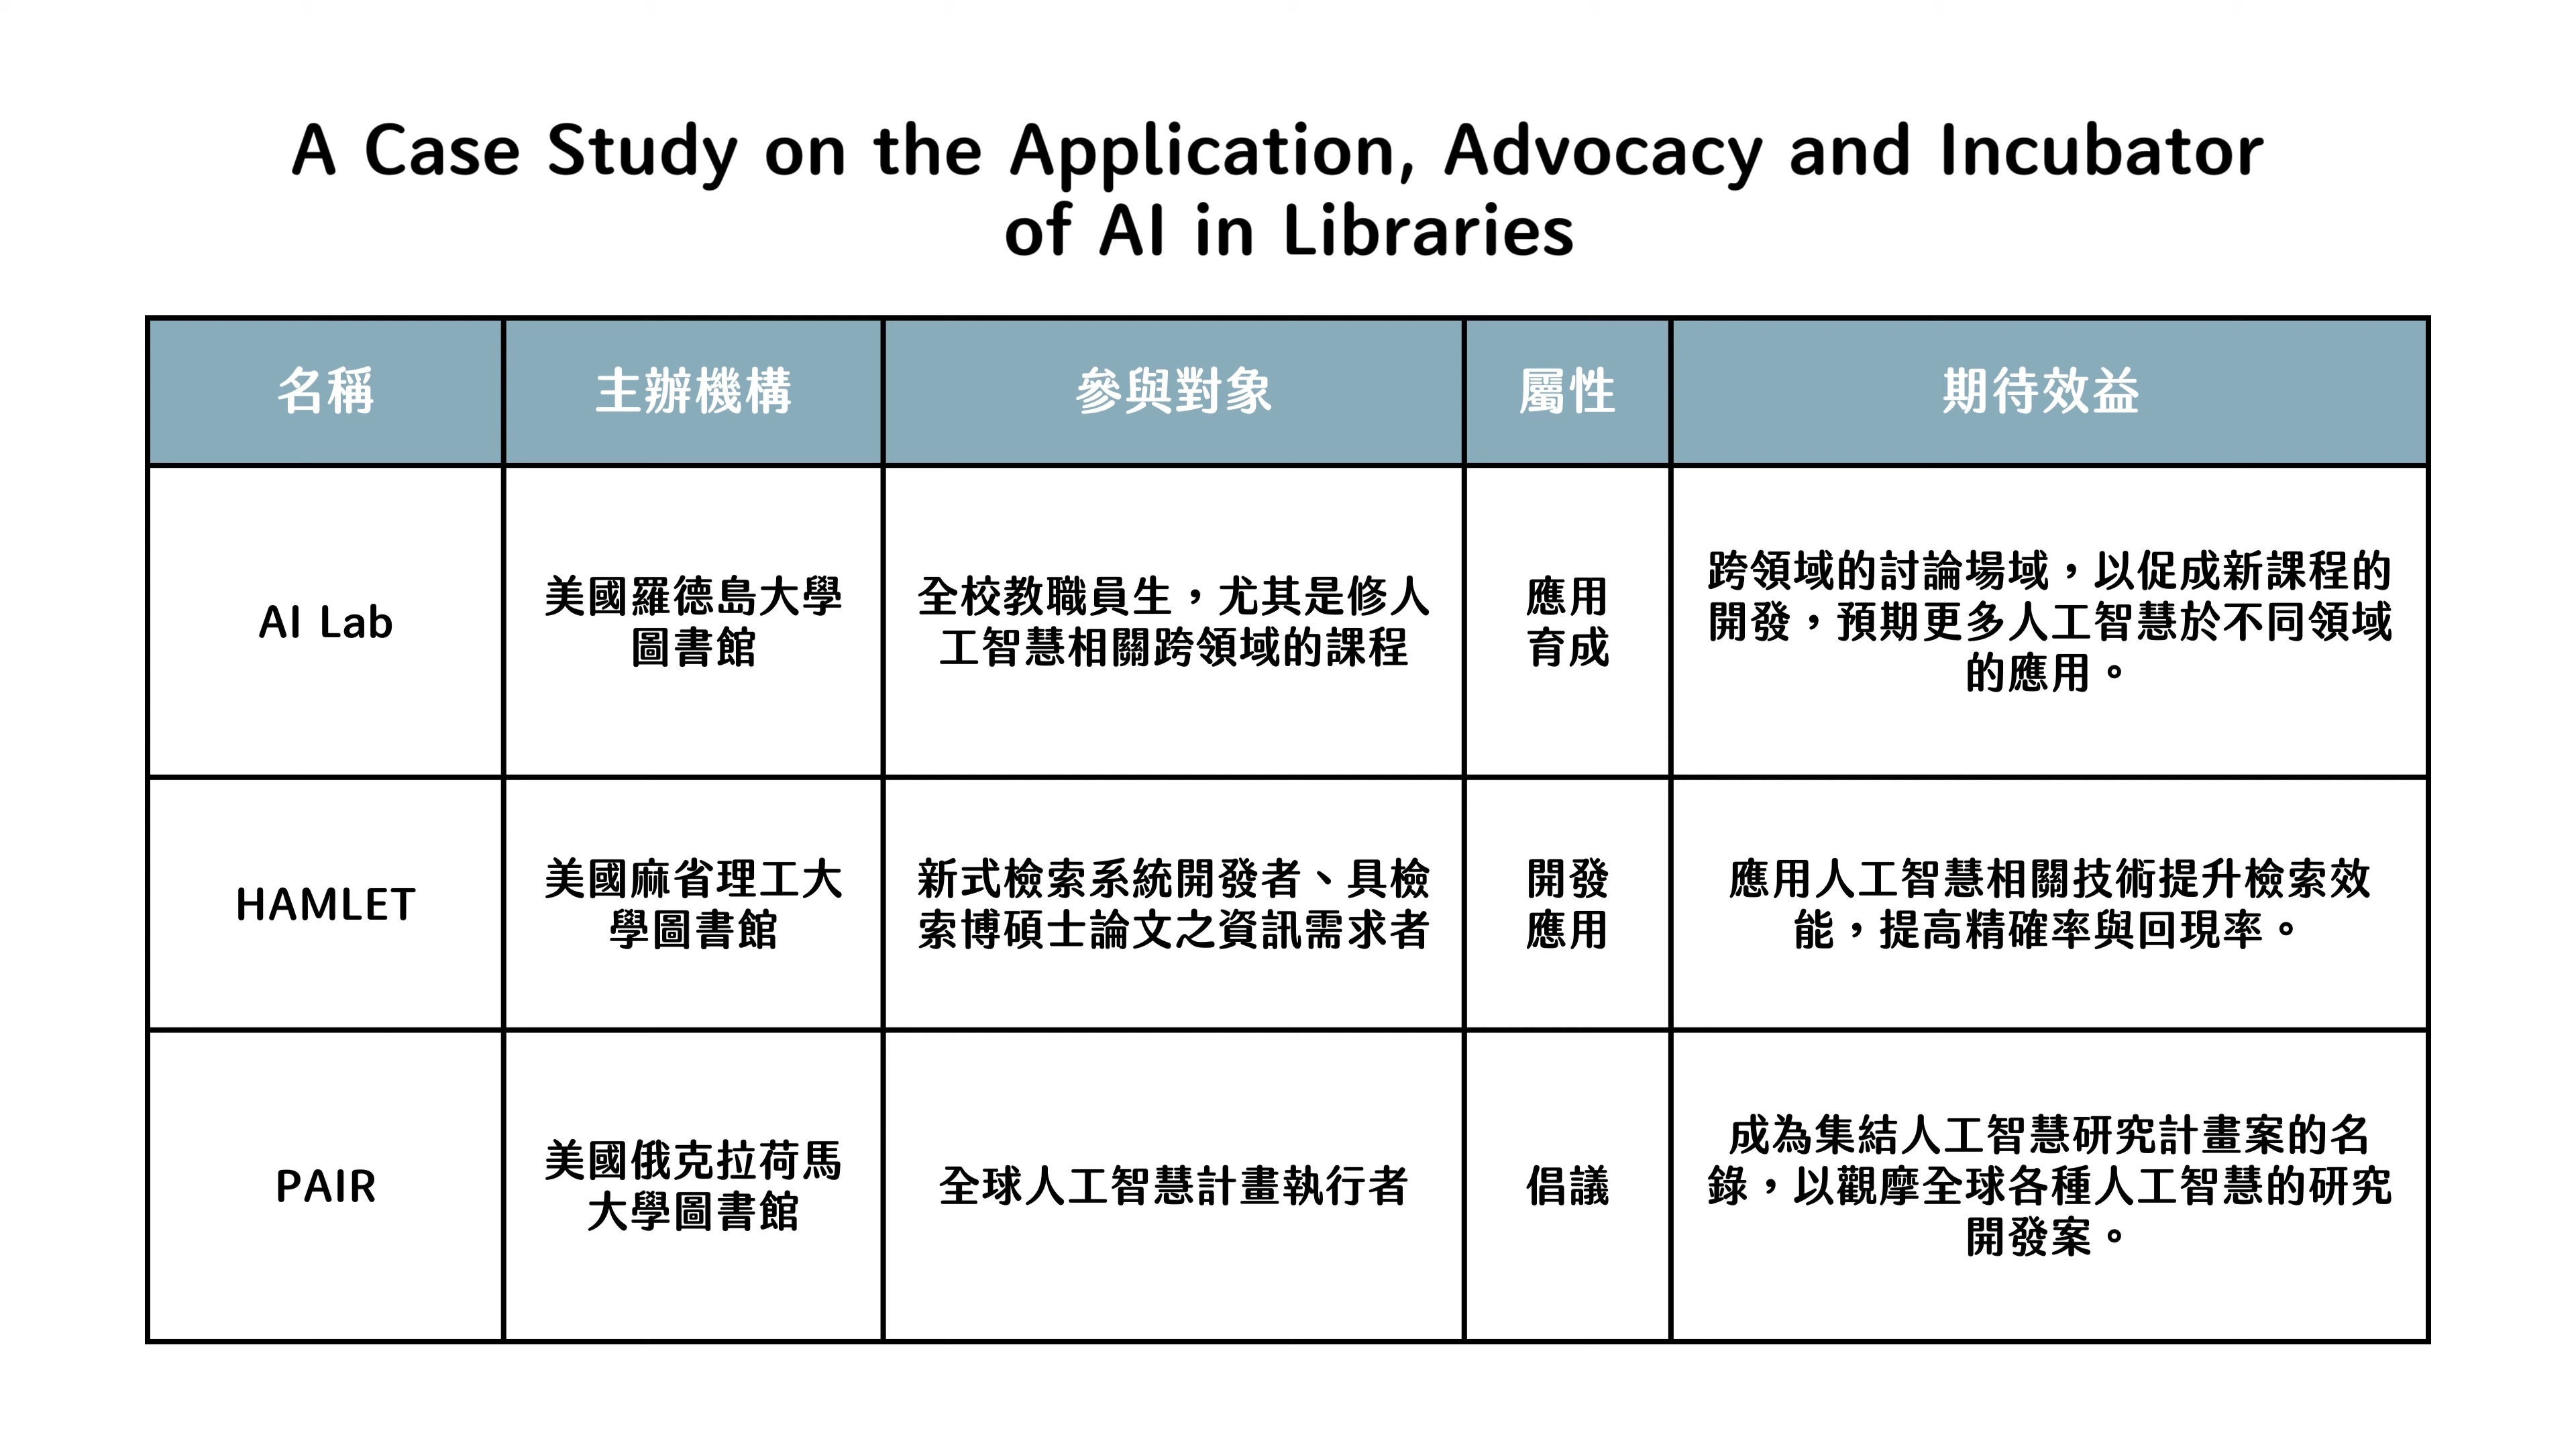 A Case Study on the Application, Advocacy and Incubator
of AI in Libraries
名稱
主辦機構
參與對象
屬性
期待效益
AI Lab
美國羅德島大學
圖書館
全校教職員生，尤其是修人
工智慧相關跨領域的課程
應用
育成
跨領域的討論場域，以促成新課程的
開發，預期更多人工智慧於不同領域
的應用。
HAMLET
美國麻省理工大
學圖書館
新式檢索系統開發者、具檢
索博碩士論文之資訊需求者
開發
應用
應用人工智慧相關技術提升檢索效
能，提高精確率與回現率。
PAIR
美國俄克拉荷馬
大學圖書館
全球人工智慧計畫執行者
倡議
成為集結人工智慧研究計畫案的名
錄，以觀摩全球各種人工智慧的研究
開發案。